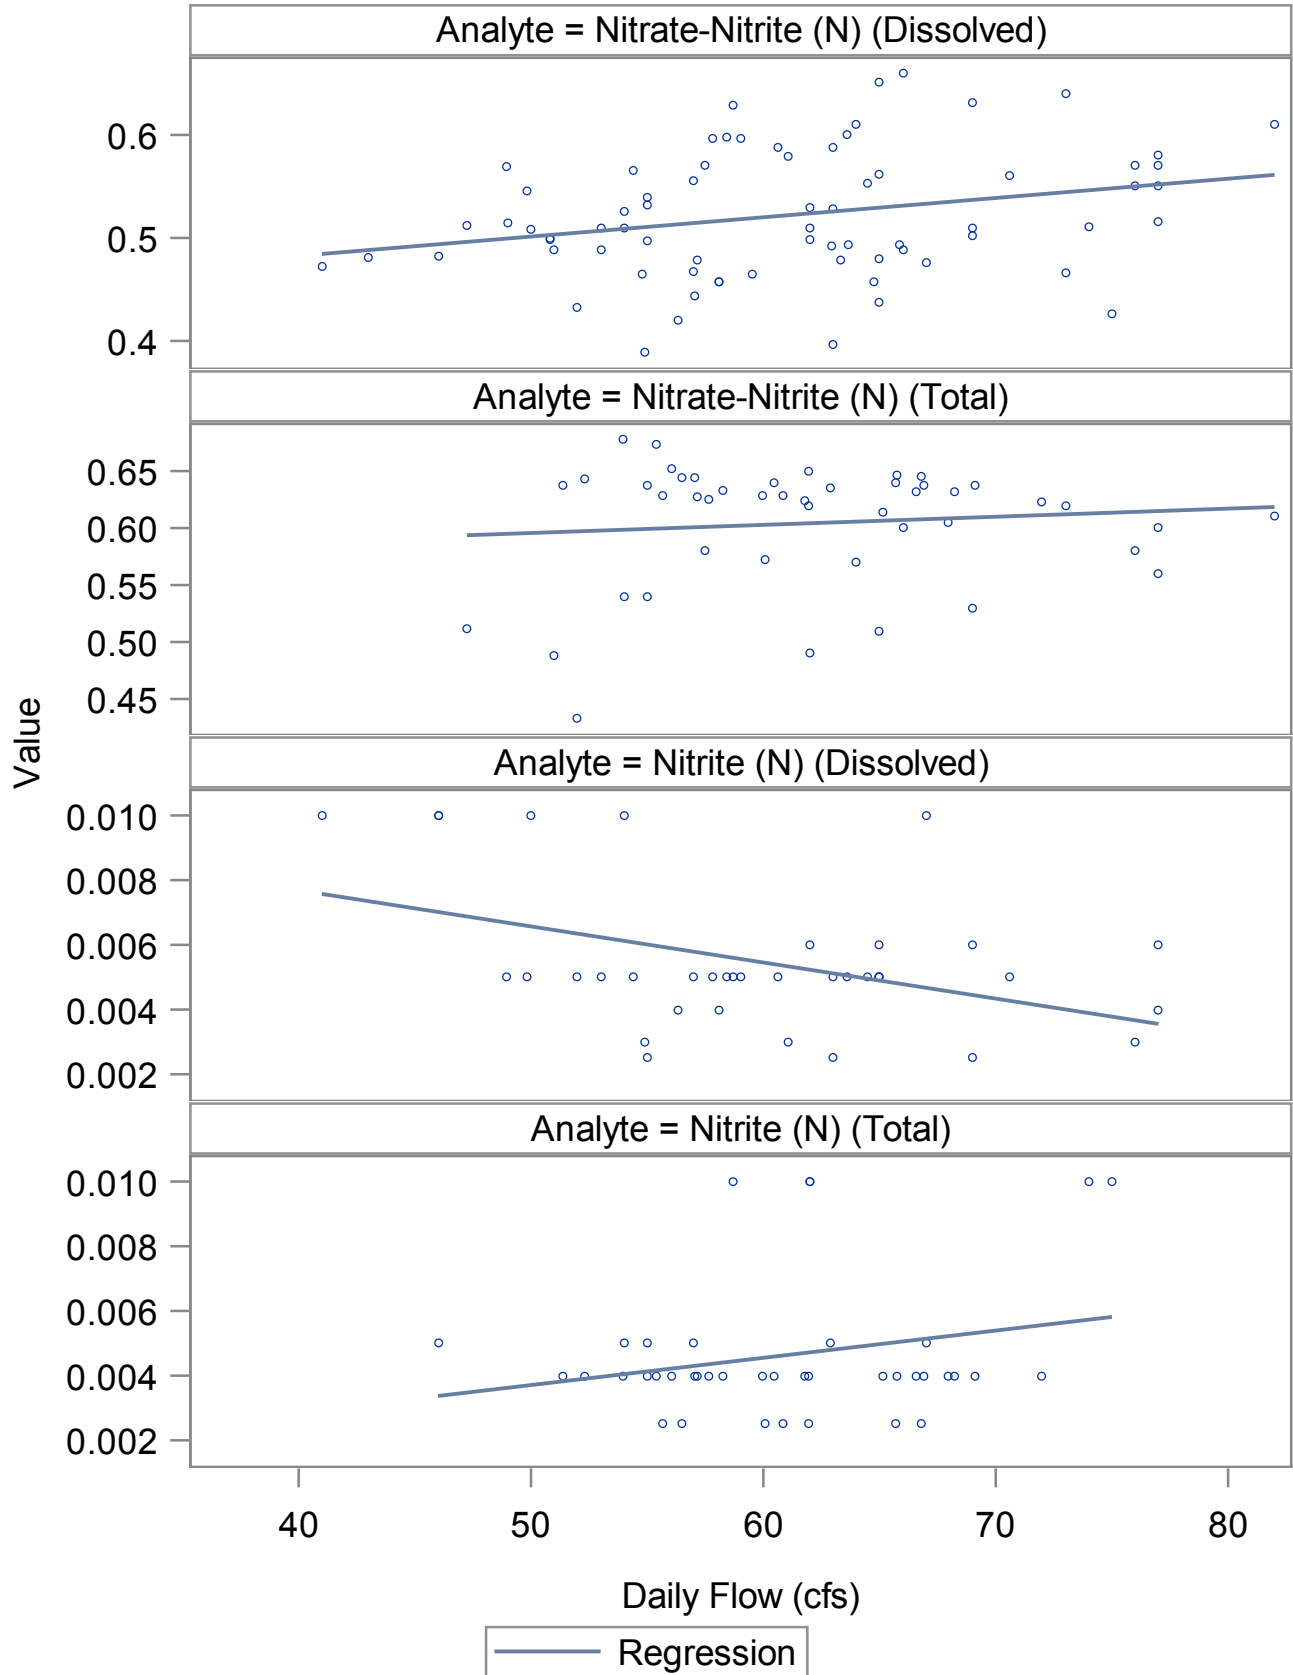 Analyte = Nitrate-Nitrite (N) (Dissolved)
0.6
0.5
0.4
Analyte = Nitrate-Nitrite (N) (Total)
0.65
0.60
0.55
0.50
0.45
Value
Analyte = Nitrite (N) (Dissolved)
0.010
0.008
0.006
0.004
0.002
Analyte = Nitrite (N) (Total)
0.010
0.008
0.006
0.004
0.002
40 50 60 70 80
Daily Flow (cfs)
Regression